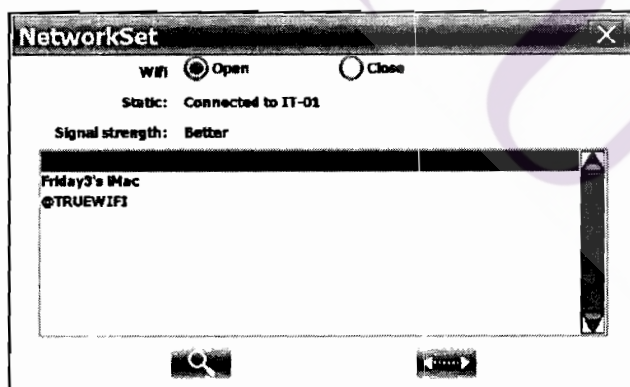 NetworkSet
Wifi Open Close
Static: Connected to IT-01
Signal strength: Better
Friday3's iMac
@TRUEWIFI